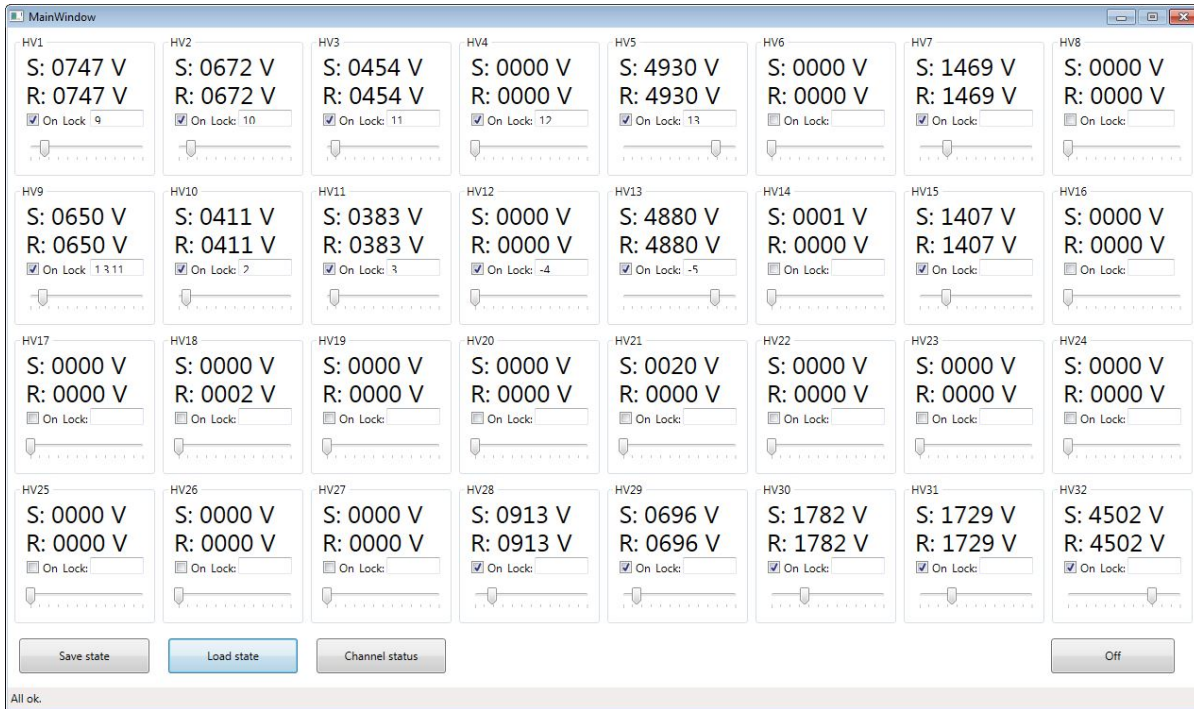 MainWindow
HV1 HV2 HV3 HV4 HV5 HV6 HV7 HV8
S: 0747 V S: 0672 V S: 0454 V S: 0000 V S: 4930 V S: 0000 V S: 1469 V S: 0000 V
R: 0747 V R: 0672 V R: 0454 V R: 0000 V R: 4930 V R: 0000 V R: 1469 V R: 0000 V
On Lock 9 On Lock: 10 On Lock: 11 On Lock: 12 On Lock: 13 On Lock: On Lock: On Lock:
HV9 HV10 HV11 HV12 HV13 HV14 HV15 HV16
S: 0650 V S: 0411 V S: 0383 V S: 0000 V S: 4880 V S: 0001 V S: 1407 V S: 0000 V
R: 0650 V R: 0411 V R: 0383 V R: 0000 V R: 4880 V R: 0000 V R: 1407 V R: 0000 V
On Lock On Lock: 2 On Lock: 3 On Lock: -4 On Lock: -5 On Lock: On Lock: On Lock:
HV17 HV18 HV19 HV20 HV21 HV22 HV23 HV24
S: 0000 V S: 0000 V S: 0000 V S: 0000 V S: 0020 V S: 0000 V S: 0000 V S: 0000 V
R: 0000 V R: 0002 V R: 0000 V R: 0000 V R: 0000 V R: 0000 V R: 0000 V R: 0000 V
On Lock: On Lock: On Lock: On Lock: On Lock: On Lock: On Lock: On Lock:
HV25 HV26 HV27 HV28 HV29 HV30 HV31 HV32
S: 0000 V S: 0000 V S: 0000 V S: 0913 V S: 0696 V S: 1782 V S: 1729 V S: 4502 V
R: 0000 V R: 0000 V R: 0000 V R: 0913 V R: 0696 V R: 1782 V R: 1729 V R: 4502 V
On Lock: On Lock: On Lock: On Lock: On Lock: On Lock: On Lock: On Lock:
Save state Load state Channel status Off
All ok.